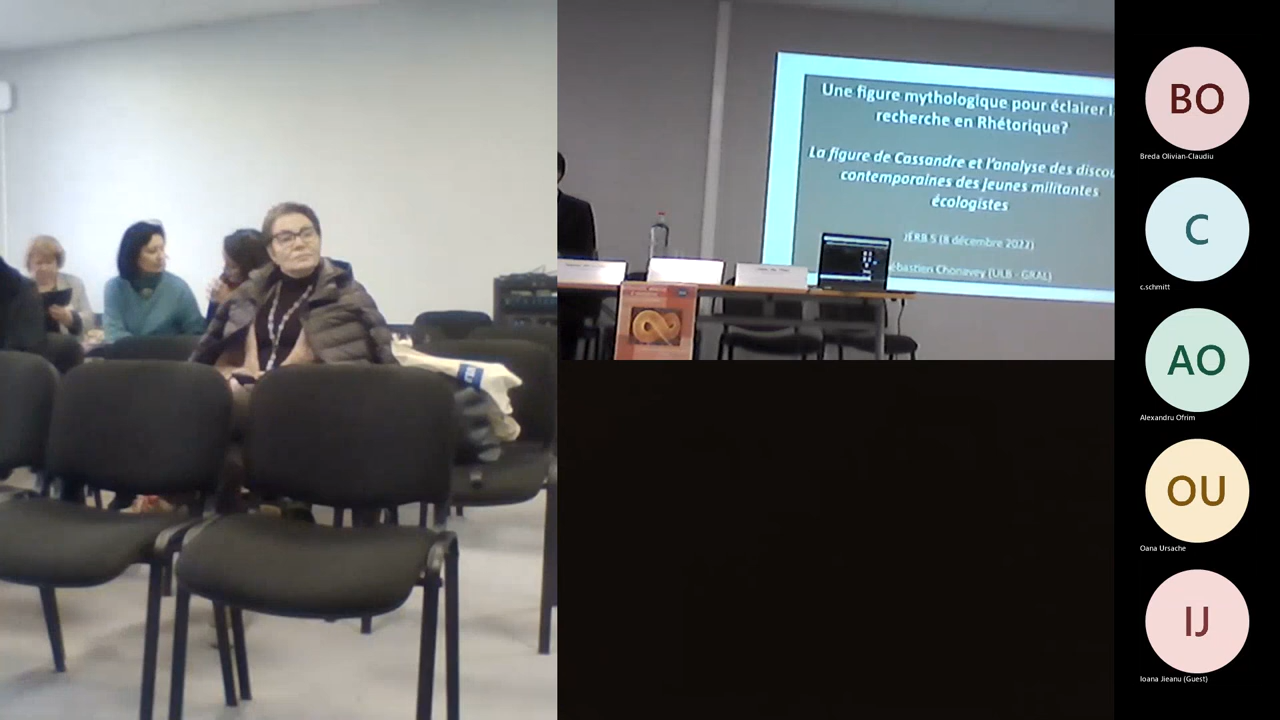 Une figure mythologique pour éclairer l
recherche en Rhétorique?
La figure de Cassandre et l'analyse des discou
contemporaines des jeunes militantes
écologistes
JERB 5 (8 décembre 2022)
ébastien Chonavey (ULB - GRAL)
BO
Breda Olivian-Claudiu
C
c.schmitt
AO
Alexandru Ofrim
OU
Oana Ursache
IJ
Ioana Jieanu (Guest)